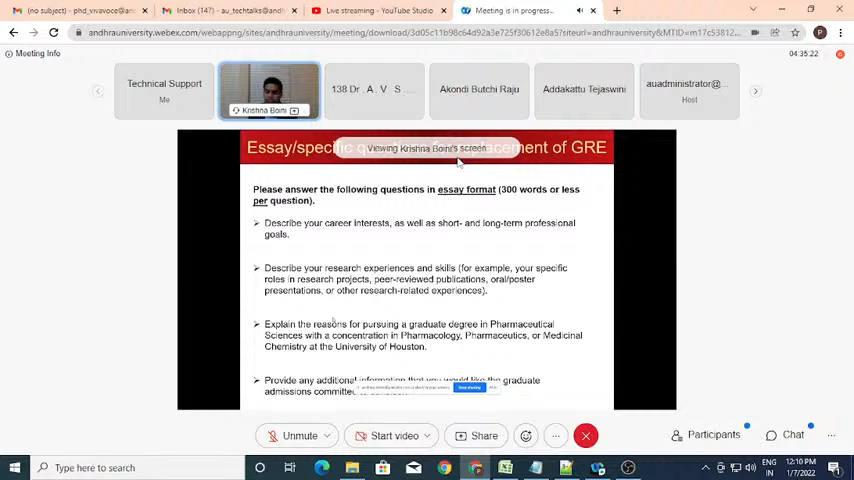 (no subject) - phd_vivavoce@andhr
Inbox (147) - au_techtalks@andhr
Live streaming - YouTube Studio
Meeting is in progress...
andhrauniversity.webex.com/webappng/sites/andhrauniversity/meeting/download/3d05c11b98c64d92a3e725f30612e8a5?siteurl=andhrauniversity&MTID=m17c53812...
P
Meeting Info
04:35:22
Technical Support
Me
Krishna Boini
138 Dr . A . V S ...
Akondi Butchi Raju
Addakattu Tejaswini
auadministrator@...
Host
Essay/specific
placement of GRE
Viewing Krishna Boini's screen
Please answer the following questions in essay format (300 words or less
per question).
Describe your career interests, as well as short- and long-term professional
goals.
Describe your research experiences and skills (for example, your specific
roles in research projects, peer-reviewed publications, oral/poster
presentations, or other research-related experiences).
Explain the reasons for pursuing a graduate degree in Pharmaceutical
Sciences with a concentration in Pharmacology, Pharmaceutics, or Medicinal
Chemistry at the University of Houston.
Provide any additional information that you would like the graduate
admissions committee to
Stop sharing
Unmute
Start video
Share
Participants
Chat
Type here to search
ENG
IN
12:10 PM
1/7/2022